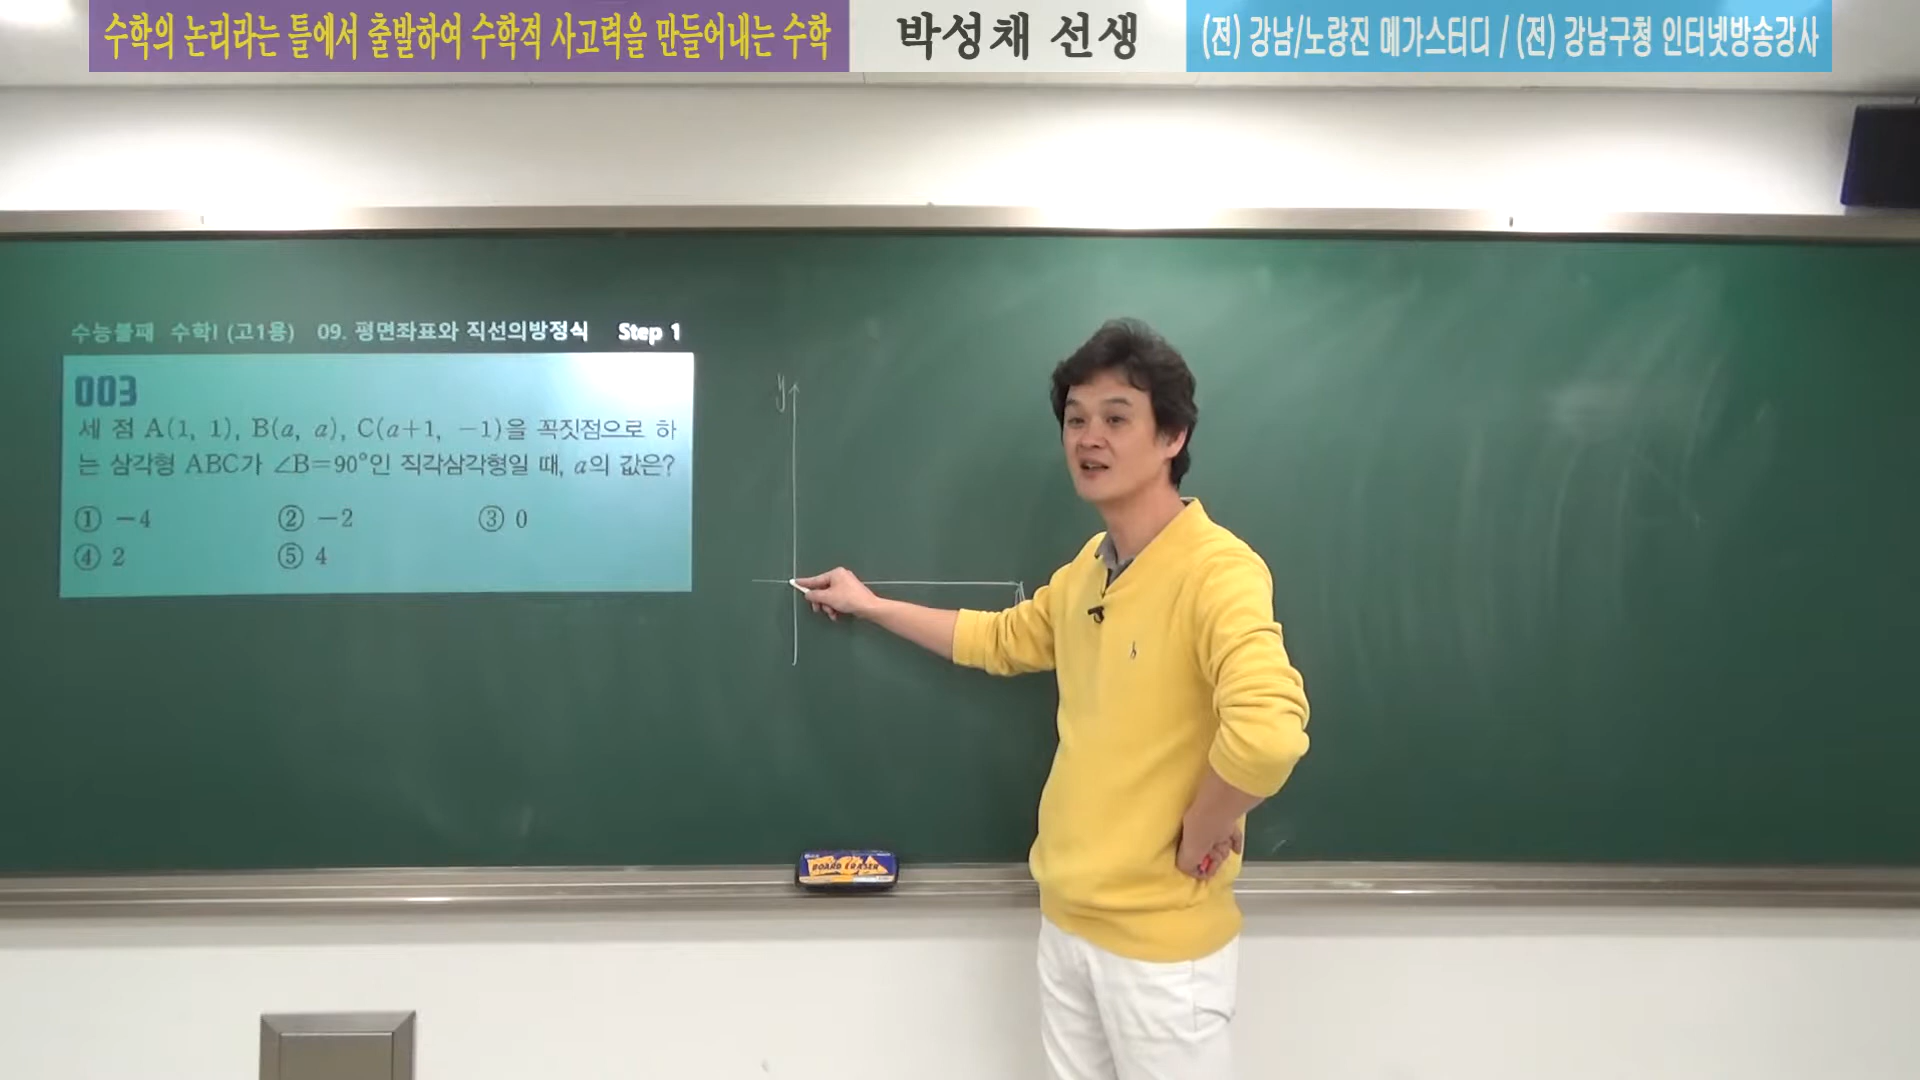 수학의 논리라는 틀에서 출발하여 수학적 사고력을 만들어내는 수학
박성채 선생
(전) 강남/노량진 메가스터디 / (전) 강남구청 인터넷방송강사
수능불패 수학I (고1용) 09. 평면좌표와 직선의방정식 Step 1
003
세 점 A(1, 1), B(a, a), C(a+1, −1)을 꼭짓점으로 하
는 삼각형 ABC가 ∠B=90°인 직각삼각형일 때, a의 값은?
① −4 ② −2 ③ 0
④ 2 ⑤ 4
y
BOARD ERASER